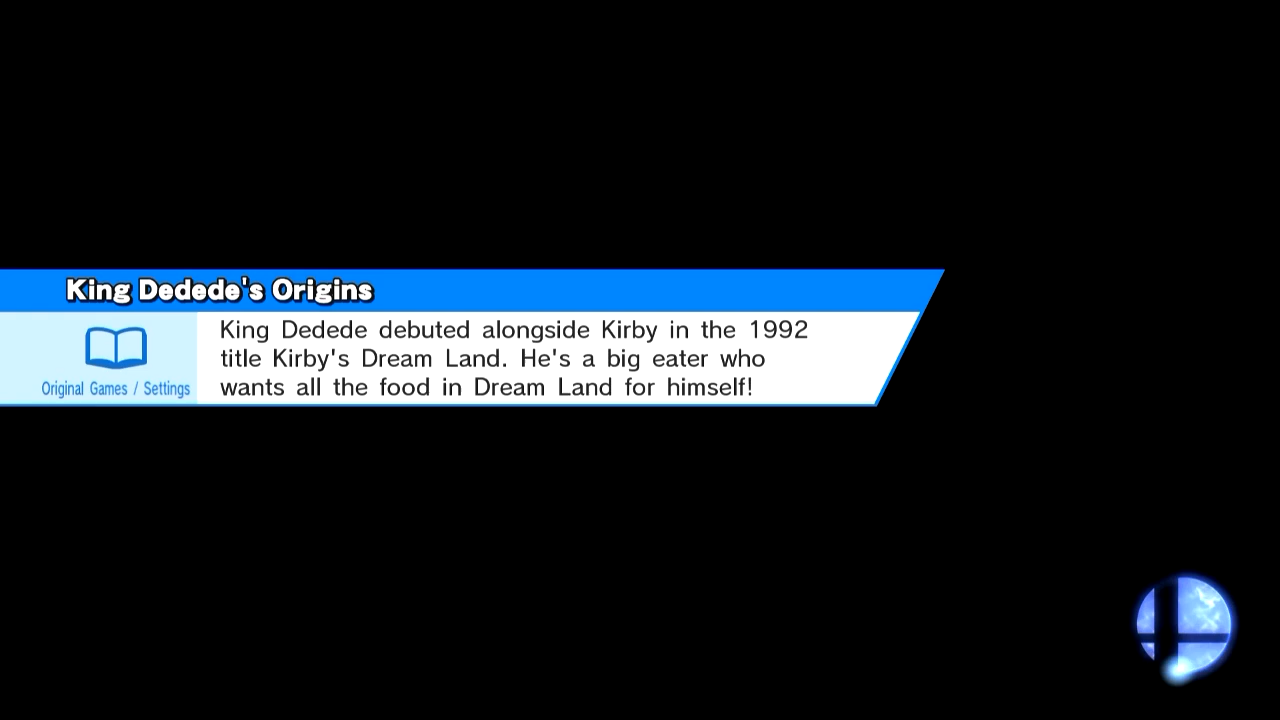 King Dedede's Origins
Original Games / Settings
King Dedede debuted alongside Kirby in the 1992
title Kirby's Dream Land. He's a big eater who
wants all the food in Dream Land for himself!